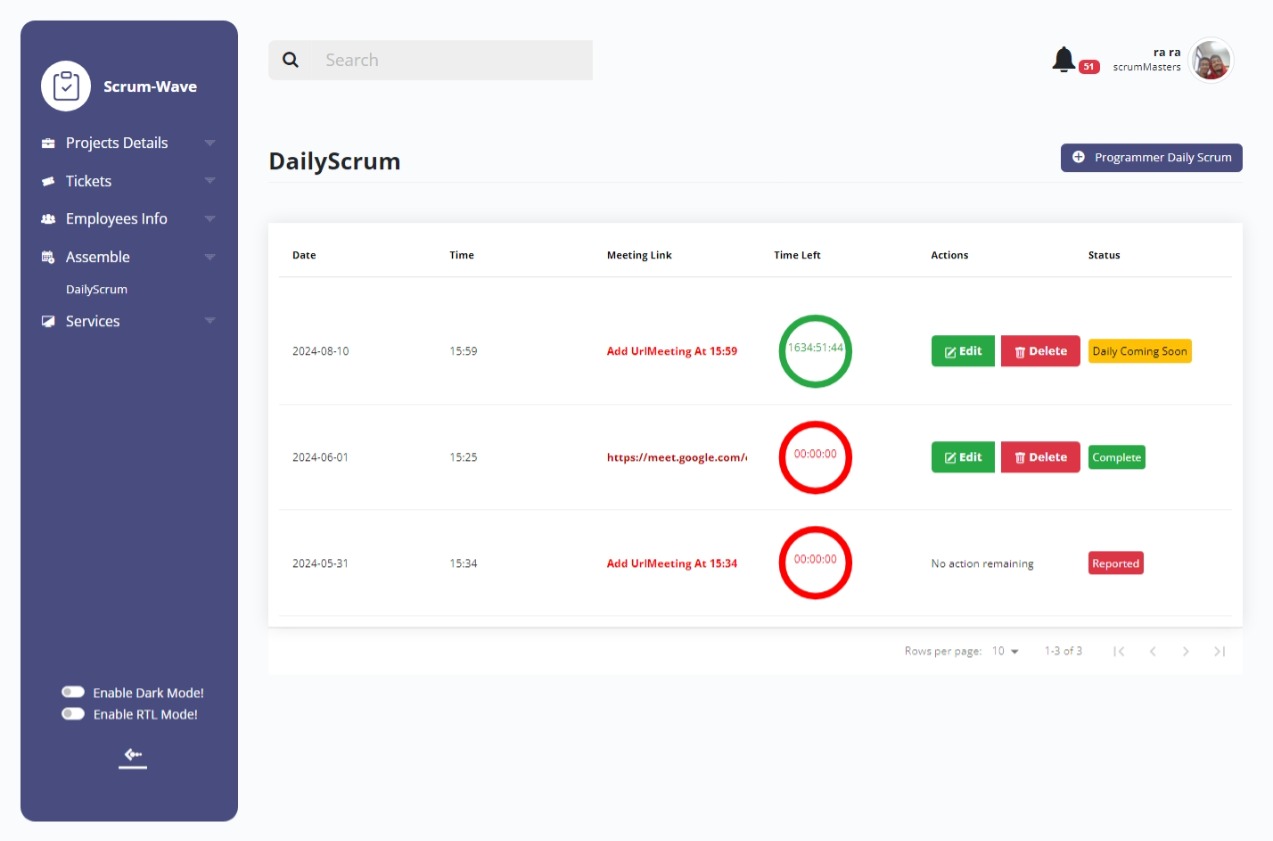 Scrum-Wave
Projects Details
Tickets
Employees Info
Assemble
DailyScrum
Services
Enable Dark Mode!
Enable RTL Mode!
Search
51
ra ra
scrumMasters
DailyScrum
Programmer Daily Scrum
Date Time Meeting Link Time Left Actions Status
2024-08-10 15:59 Add UrlMeeting At 15:59 1634:51:44 Edit Delete Daily Coming Soon
2024-06-01 15:25 https://meet.google.com/ 00:00:00 Edit Delete Complete
2024-05-31 15:34 Add UrlMeeting At 15:34 00:00:00 No action remaining Reported
Rows per page: 10 1-3 of 3